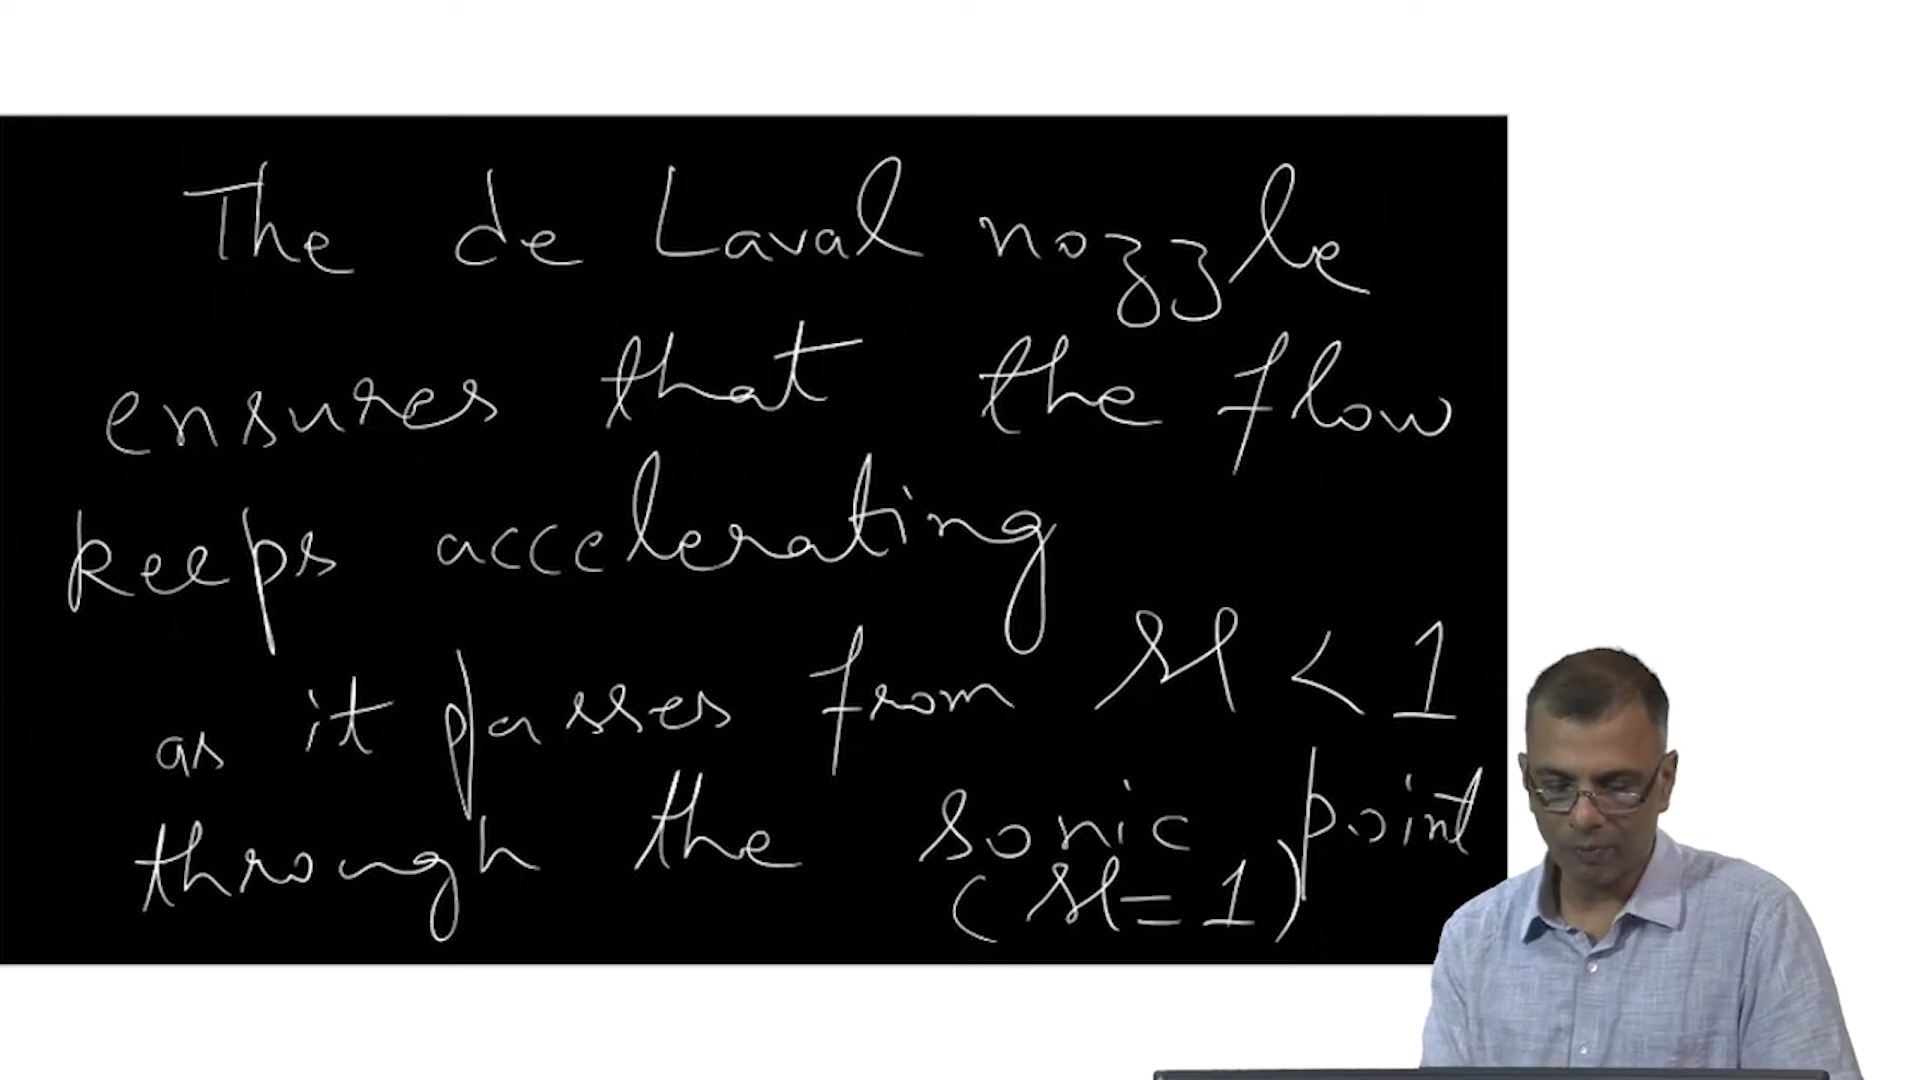 The de Laval nozzle
ensures that the flow
keeps accelerating
as it passes from M < 1
through the sonic point
(M = 1)